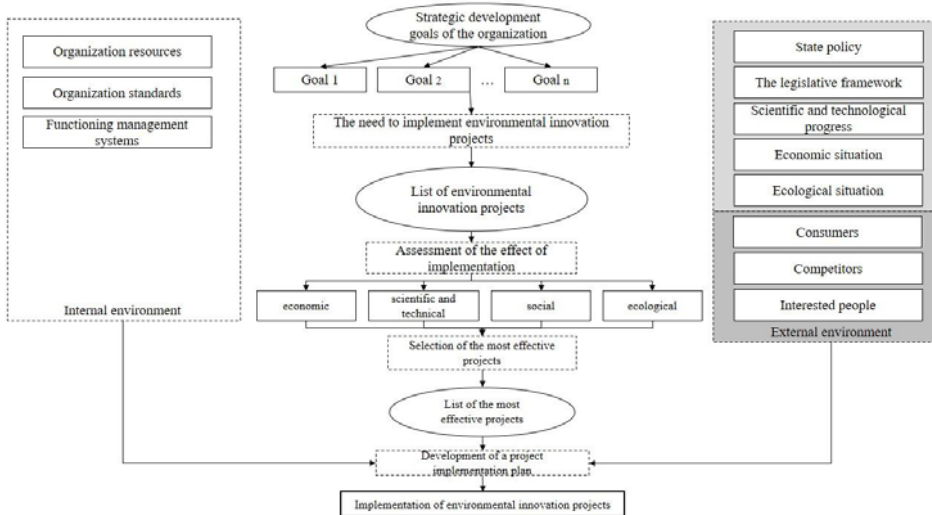 Strategic development
goals of the organization
Goal 1
Goal 2
...
Goal n
The need to implement environmental innovation
projects
List of environmental
innovation projects
Assessment of the effect of
implementation
economic
scientific and
technical
social
ecological
Selection of the most effective
projects
List of the most
effective projects
Development of a project
implementation plan
Implementation of environmental innovation projects
Organization resources
Organization standards
Functioning management
systems
Internal environment
State policy
The legislative framework
Scientific and technological
progress
Economic situation
Ecological situation
Consumers
Competitors
Interested people
External environment